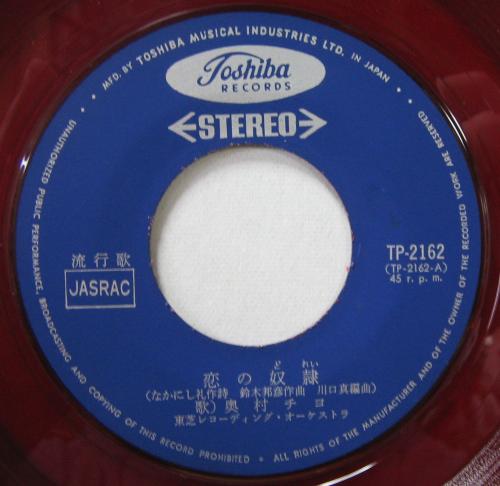 • MFD. BY TOSHIBA MUSICAL INDUSTRIES LTD. IN JAPAN •
Toshiba
RECORDS
STEREO
流行歌
JASRAC
TP-2162
(TP-2162-A)
45 r.p.m.
恋の奴隷
どれい
(なかにし礼作詩 鈴木邦彦作曲 川口真編曲)
歌) 奥村チヨ
東芝レコーディング・オーケストラ
UNAUTHORIZED PUBLIC PERFORMANCE, BROADCASTING AND COPYING OF THIS RECORD PROHIBITED • ALL RIGHTS OF THE MANUFACTURER AND OF THE OWNER OF THE RECORDED WORK ARE RESERVED